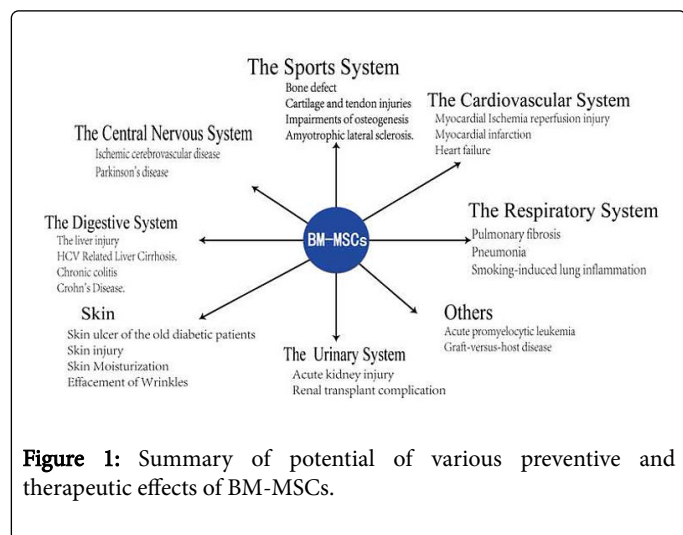 The Sports System
Bone defect
Cartilage and tendon injuries
Impairments of osteogenesis
Amyotrophic lateral sclerosis.
The Cardiovascular System
Myocardial Ischemia reperfusion injury
Myocardial infarction
Heart failure
The Central Nervous System
Ischemic cerebrovascular disease
Parkinson's disease
The Digestive System
The liver injury
HCV Related Liver Cirrhosis.
Chronic colitis
Crohn's Disease.
BM-MSCs
The Respiratory System
Pulmonary fibrosis
Pneumonia
Smoking-induced lung inflammation
Skin
Skin ulcer of the old diabetic patients
Skin injury
Skin Moisturization
Effacement of Wrinkles
The Urinary System
Acute kidney injury
Renal transplant complication
Others
Acute promyelocytic leukemia
Graft-versus-host disease
Figure 1: Summary of potential of various preventive and
therapeutic effects of BM-MSCs.